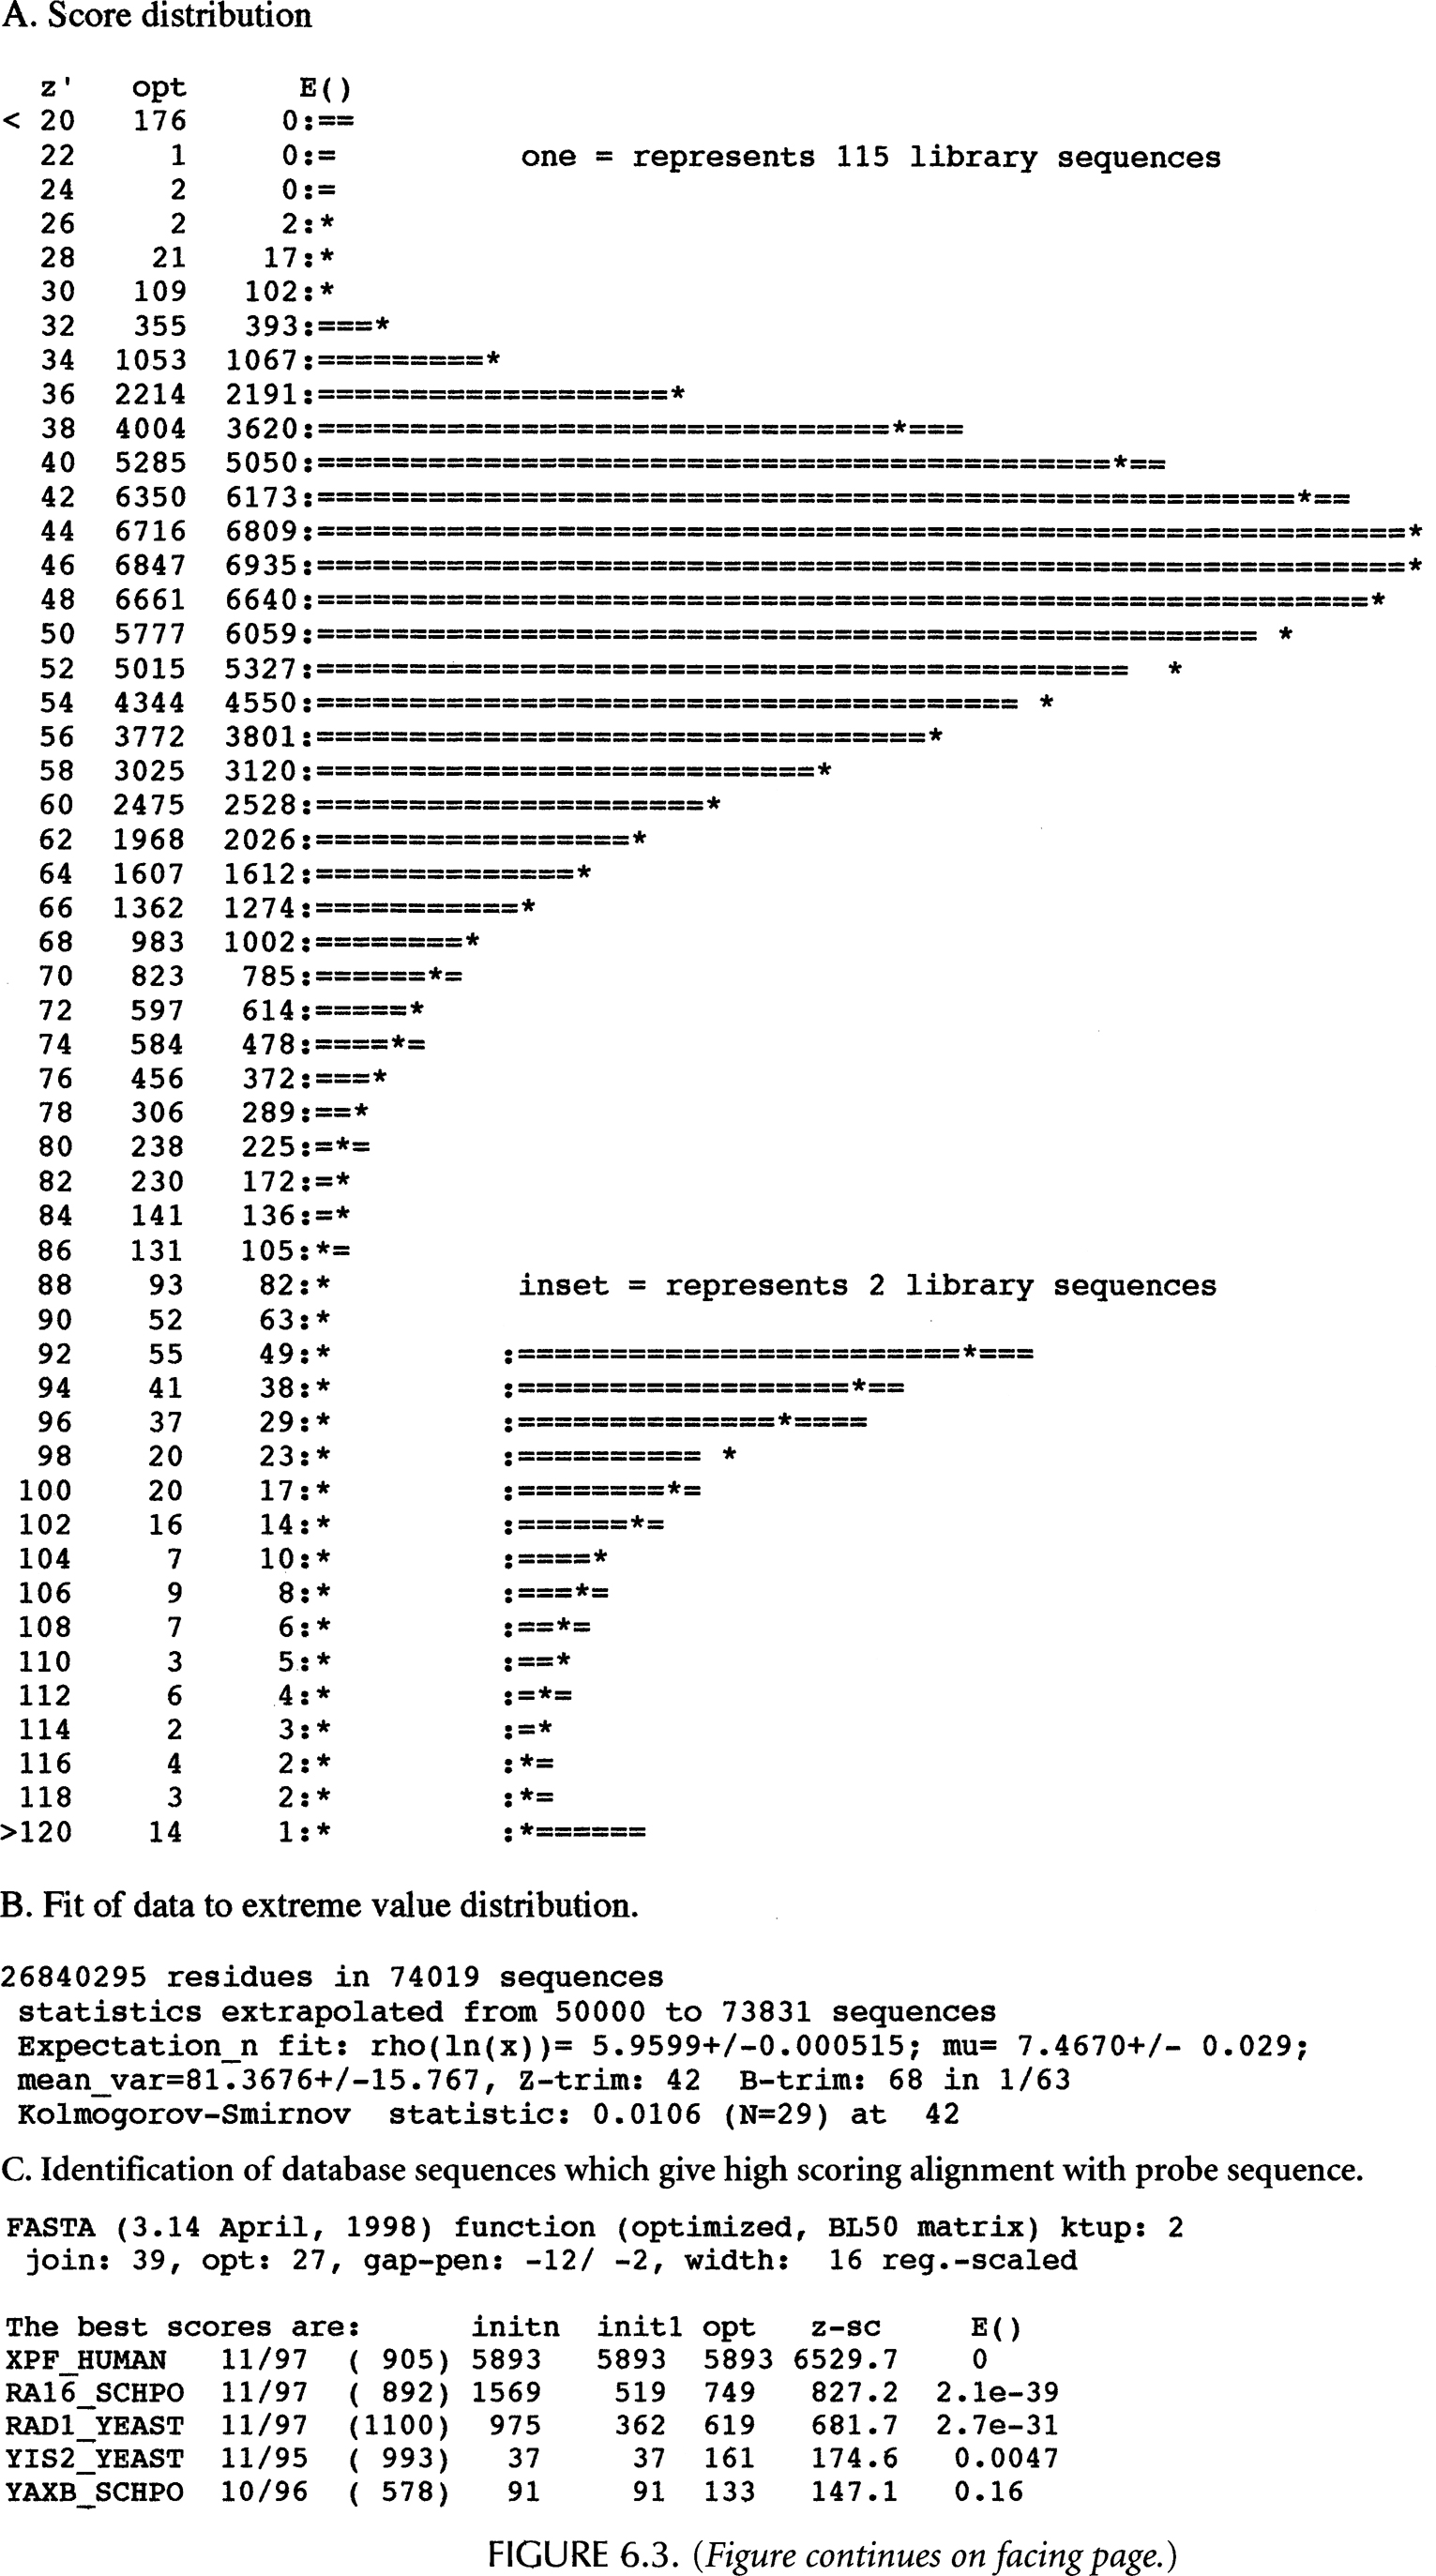 A. Score distribution
z' opt E()
< 20 176 0:==
22 1 0:= one = represents 115 library sequences
24 2 0:=
26 2 2:*
28 21 17:*
30 109 102:*
32 355 393:===*
34 1053 1067:=========*
36 2214 2191:===================*
38 4004 3620:===============================*===
40 5285 5050:===========================================*==
42 6350 6173:=====================================================*==
44 6716 6809:===========================================================*
46 6847 6935:===========================================================*
48 6661 6640:=========================================================*
50 5777 6059:=================================================== *
52 5015 5327:============================================  *
54 4344 4550:====================================== *
56 3772 3801:=================================*
58 3025 3120:===========================*
60 2475 2528:=====================*
62 1968 2026:=================*
64 1607 1612:==============*
66 1362 1274:===========*
68 983 1002:========*
70 823 785:======*=
72 597 614:=====*
74 584 478:====*=
76 456 372:===*
78 306 289:==*
80 238 225:=*=
82 230 172:=*
84 141 136:=*
86 131 105:*=
88 93 82:* inset = represents 2 library sequences
90 52 63:*
92 55 49:* :========================*===
94 41 38:* :==================*==
96 37 29:* :==============*====
98 20 23:* :========== *
100 20 17:* :========*=
102 16 14:* :======*=
104 7 10:* :====*
106 9 8:* :===*=
108 7 6:* :==*=
110 3 5:* :==*
112 6 4:* :=*=
114 2 3:* :=*
116 4 2:* :*=
118 3 2:* :*=
>120 14 1:* :*======
B. Fit of data to extreme value distribution.
26840295 residues in 74019 sequences
statistics extrapolated from 50000 to 73831 sequences
Expectation_n fit: rho(ln(x))= 5.9599+/-0.000515; mu= 7.4670+/- 0.029;
mean_var=81.3676+/-15.767, Z-trim: 42 B-trim: 68 in 1/63
Kolmogorov-Smirnov statistic: 0.0106 (N=29) at 42
C. Identification of database sequences which give high scoring alignment with probe sequence.
FASTA (3.14 April, 1998) function (optimized, BL50 matrix) ktup: 2
join: 39, opt: 27, gap-pen: -12/ -2, width: 16 reg.-scaled
The best scores are: initn init1 opt z-sc E()
XPF_HUMAN 11/97 ( 905) 5893 5893 5893 6529.7 0
RA16_SCHPO 11/97 ( 892) 1569 519 749 827.2 2.1e-39
RAD1_YEAST 11/97 (1100) 975 362 619 681.7 2.7e-31
YIS2_YEAST 11/95 ( 993) 37 37 161 174.6 0.0047
YAXB_SCHPO 10/96 ( 578) 91 91 133 147.1 0.16
FIGURE 6.3. (Figure continues on facing page.)